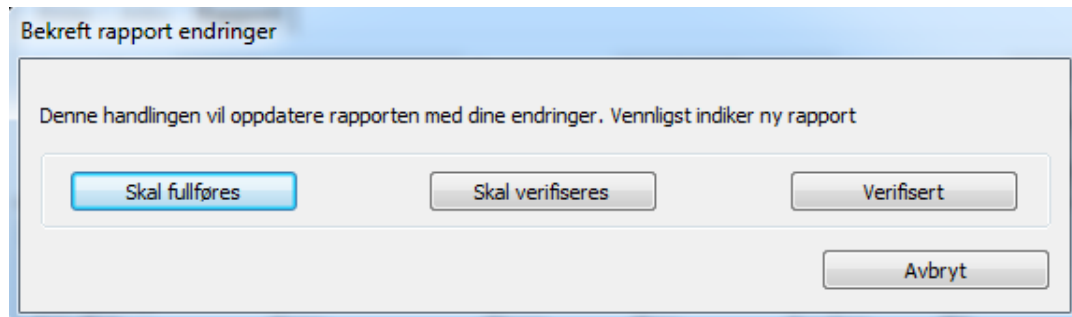 Bekreft rapport endringer
Denne handlingen vil oppdatere rapporten med dine endringer. Vennligst indiker ny rapport
Skal fullføres
Skal verifiseres
Verifisert
Avbryt